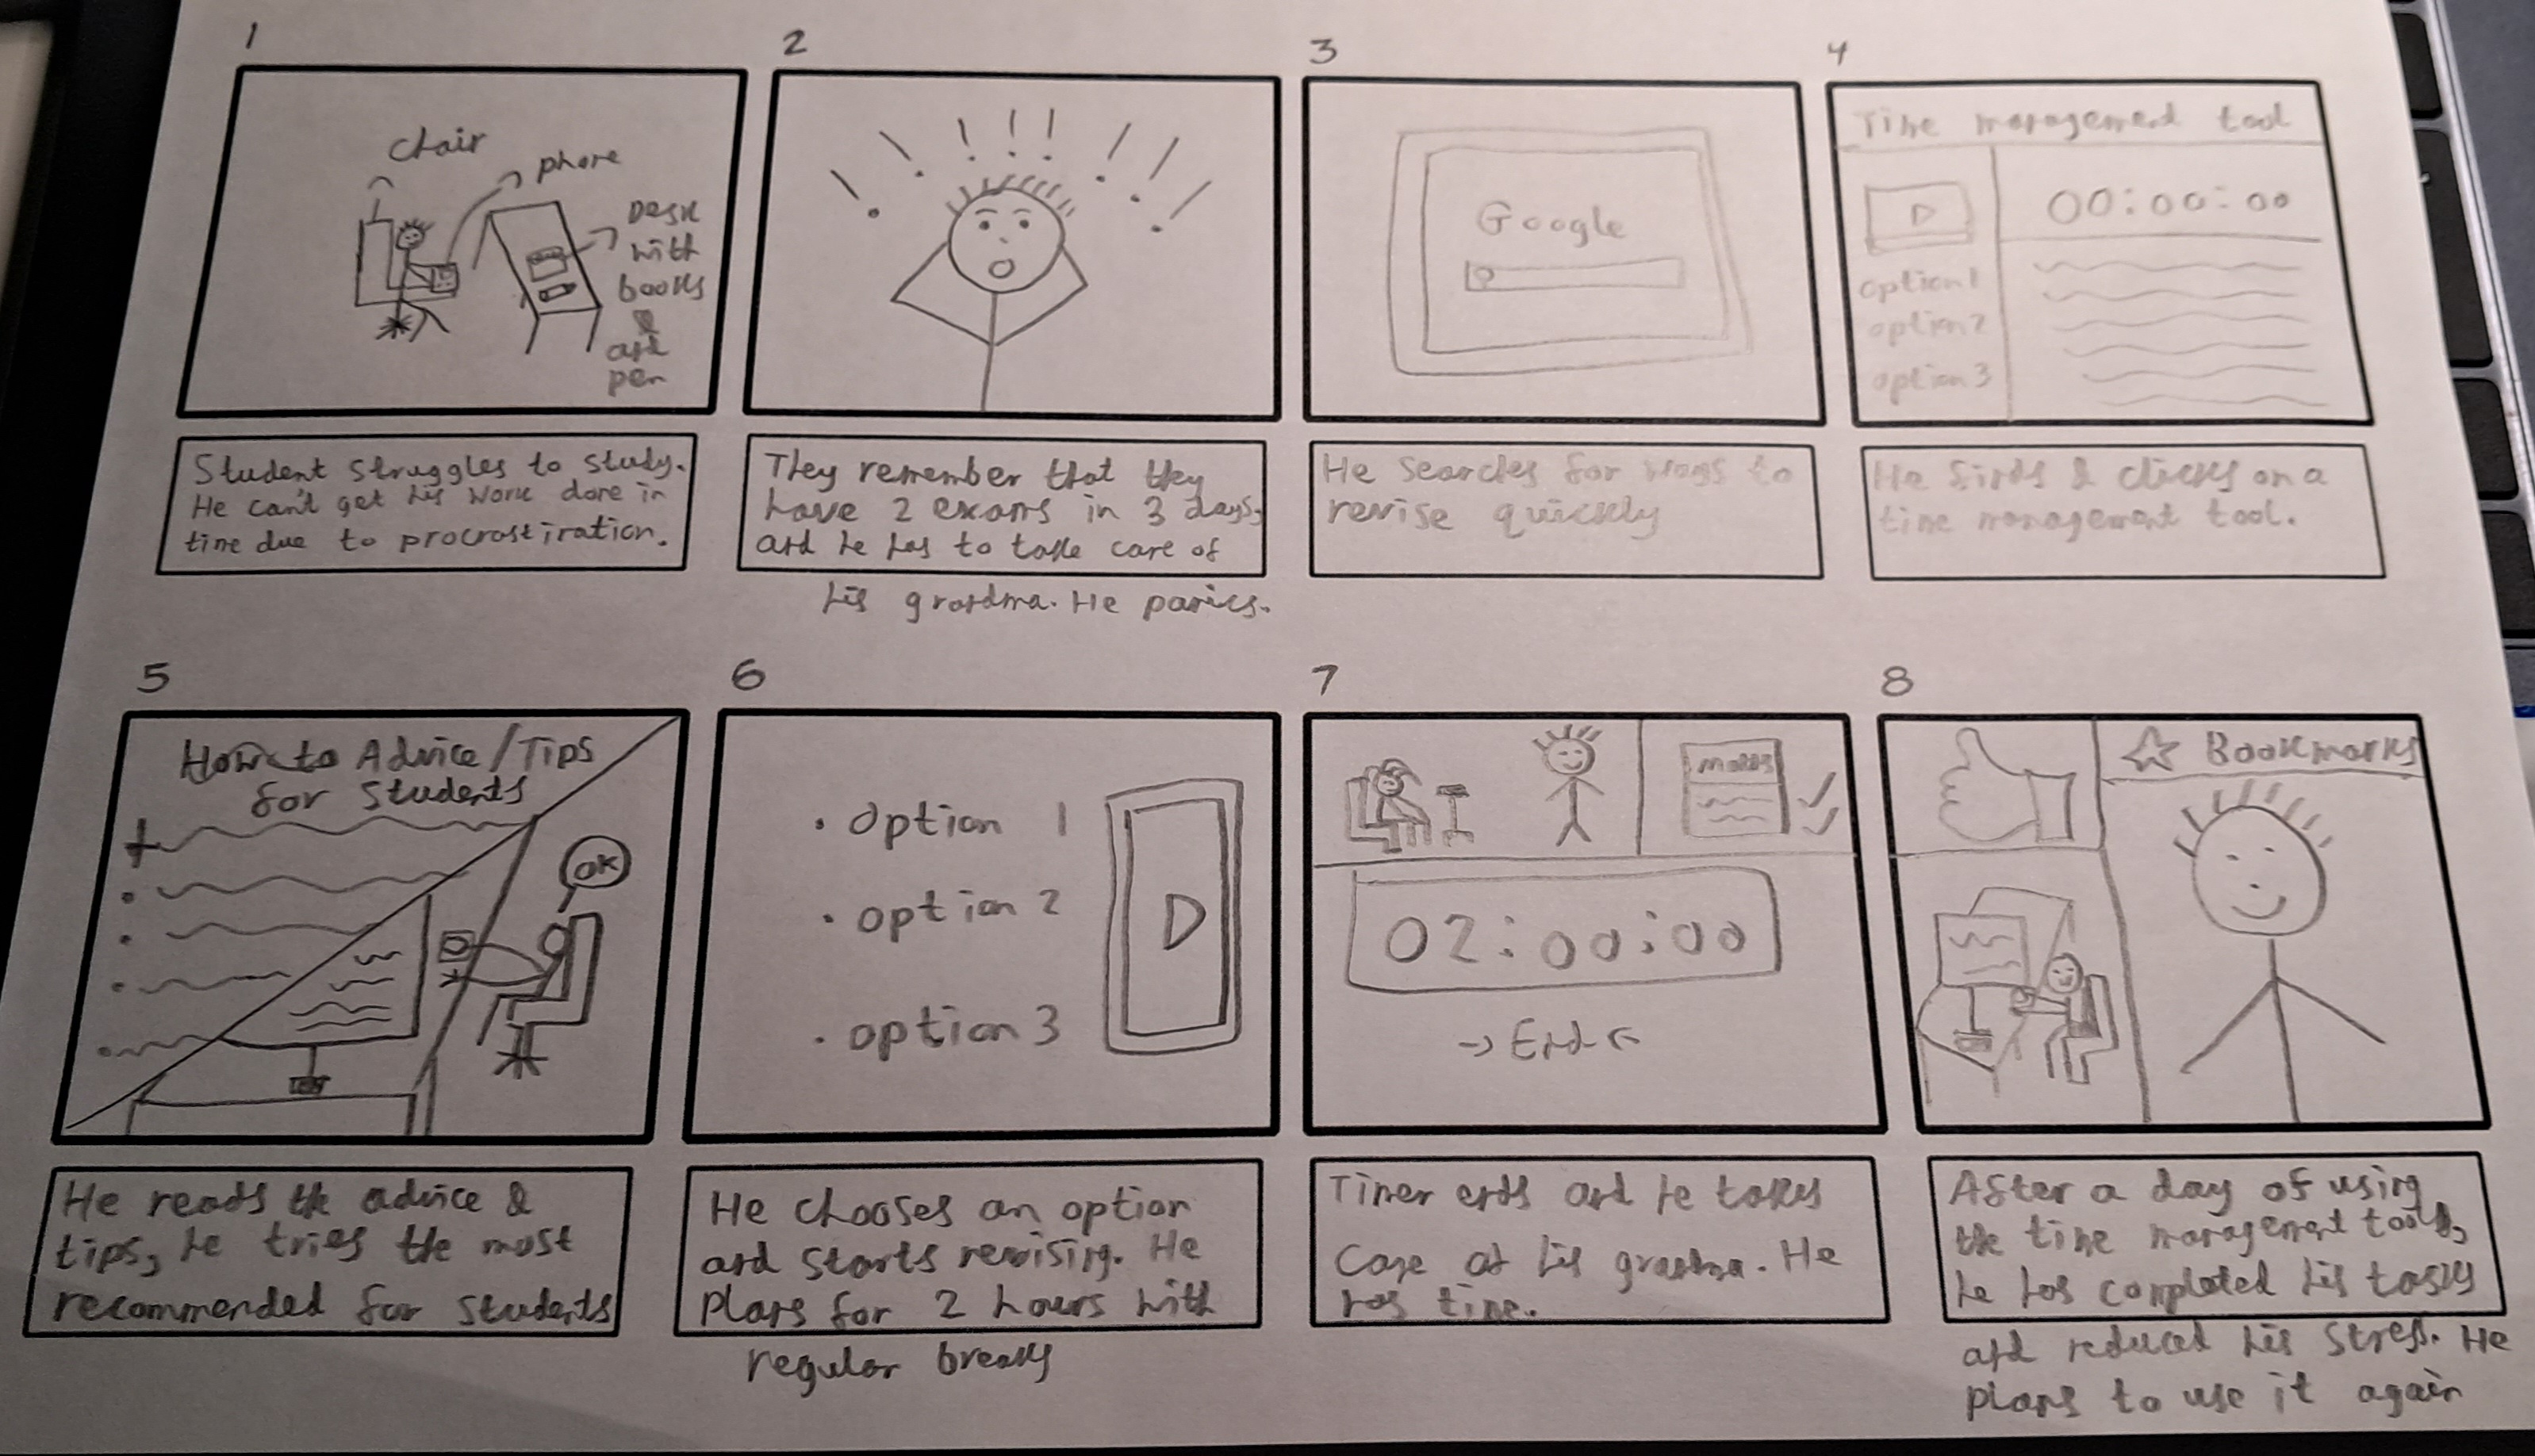 1
chair
phone
Desk
with
books
and
pen
Student struggles to study.
He can't get his work done in
time due to procrastination.
2
! ! ! ! ! ! ! ! !
They remember that they
have 2 exams in 3 days,
and he has to take care of
his grandma. He panics.
3
Google
He searches for ways to
revise quickly
4
Time management tool
00:00:00
option 1
option 2
option 3
He finds & clicks on a
time management tool.
5
How to Advice/Tips
for Students
OK
He reads the advice &
tips, he tries the most
recommended for students
6
• option 1
• option 2
• option 3
He chooses an option
and starts revising. He
plans for 2 hours with
regular breaks
7
02:00:00
→ End ←
Timer ends and he takes
care of his grandma. He
has time.
8
Bookmarks
After a day of using
the time management tools,
he has completed his tasks
and reduced his stress. He
plans to use it again